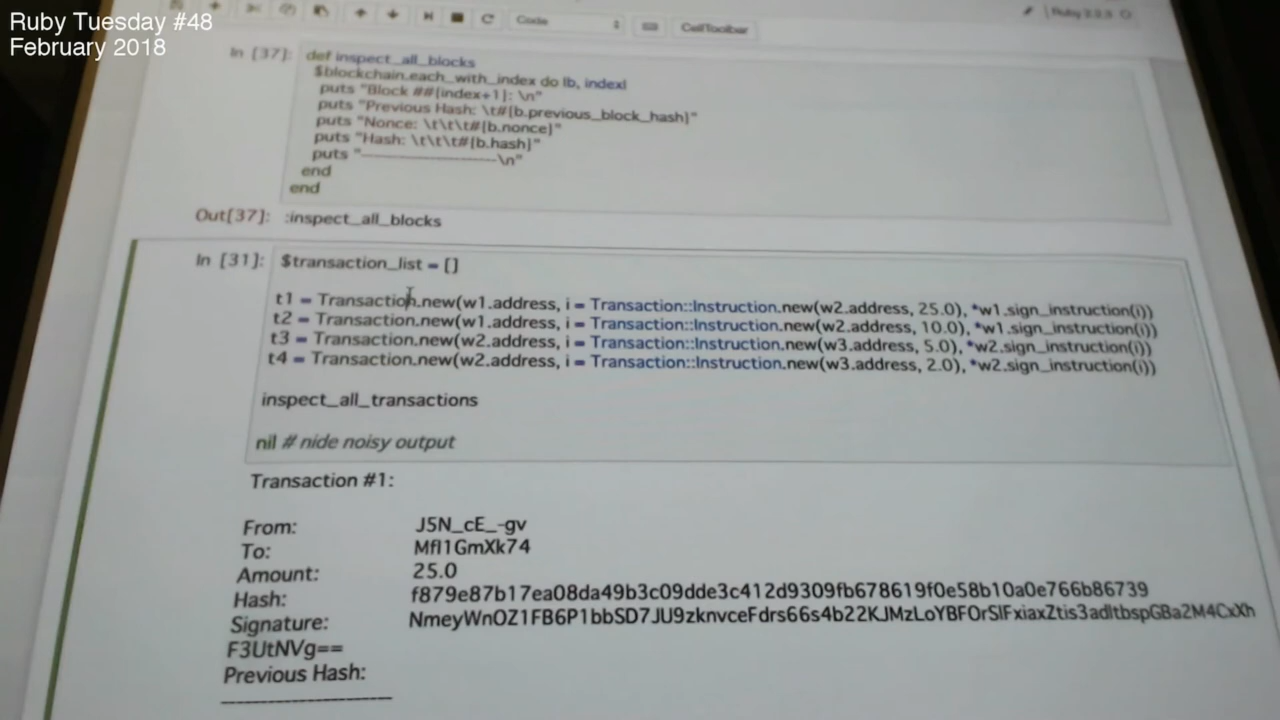 Ruby Tuesday #48
February 2018
Code
CellToolbar
Ruby 2.3.3
In [37]: def inspect_all_blocks
$blockchain.each_with_index do |b, index|
puts "Block ##{index+1}: \n"
puts "Previous Hash: \t#{b.previous_block_hash}"
puts "Nonce: \t\t\t#{b.nonce}"
puts "Hash: \t\t\t#{b.hash}"
puts "------------------------------\n"
end
end
Out[37]: :inspect_all_blocks
In [31]: $transaction_list = []
t1 = Transaction.new(w1.address, i = Transaction::Instruction.new(w2.address, 25.0), *w1.sign_instruction(i))
t2 = Transaction.new(w1.address, i = Transaction::Instruction.new(w2.address, 10.0), *w1.sign_instruction(i))
t3 = Transaction.new(w2.address, i = Transaction::Instruction.new(w3.address, 5.0), *w2.sign_instruction(i))
t4 = Transaction.new(w2.address, i = Transaction::Instruction.new(w3.address, 2.0), *w2.sign_instruction(i))
inspect_all_transactions
nil # hide noisy output
Transaction #1:
From: J5N_cE_-gv
To: Mfl1GmXk74
Amount: 25.0
Hash: f879e87b17ea08da49b3c09dde3c412d9309fb678619f0e58b10a0e766b86739
Signature: NmeyWnOZ1FB6P1bbSD7JU9zknvceFdrs66s4b22KJMzLoYBFOrSlFxiaxZtis3adltbspGBa2M4CxXh
F3UtNVg==
Previous Hash:
------------------------------